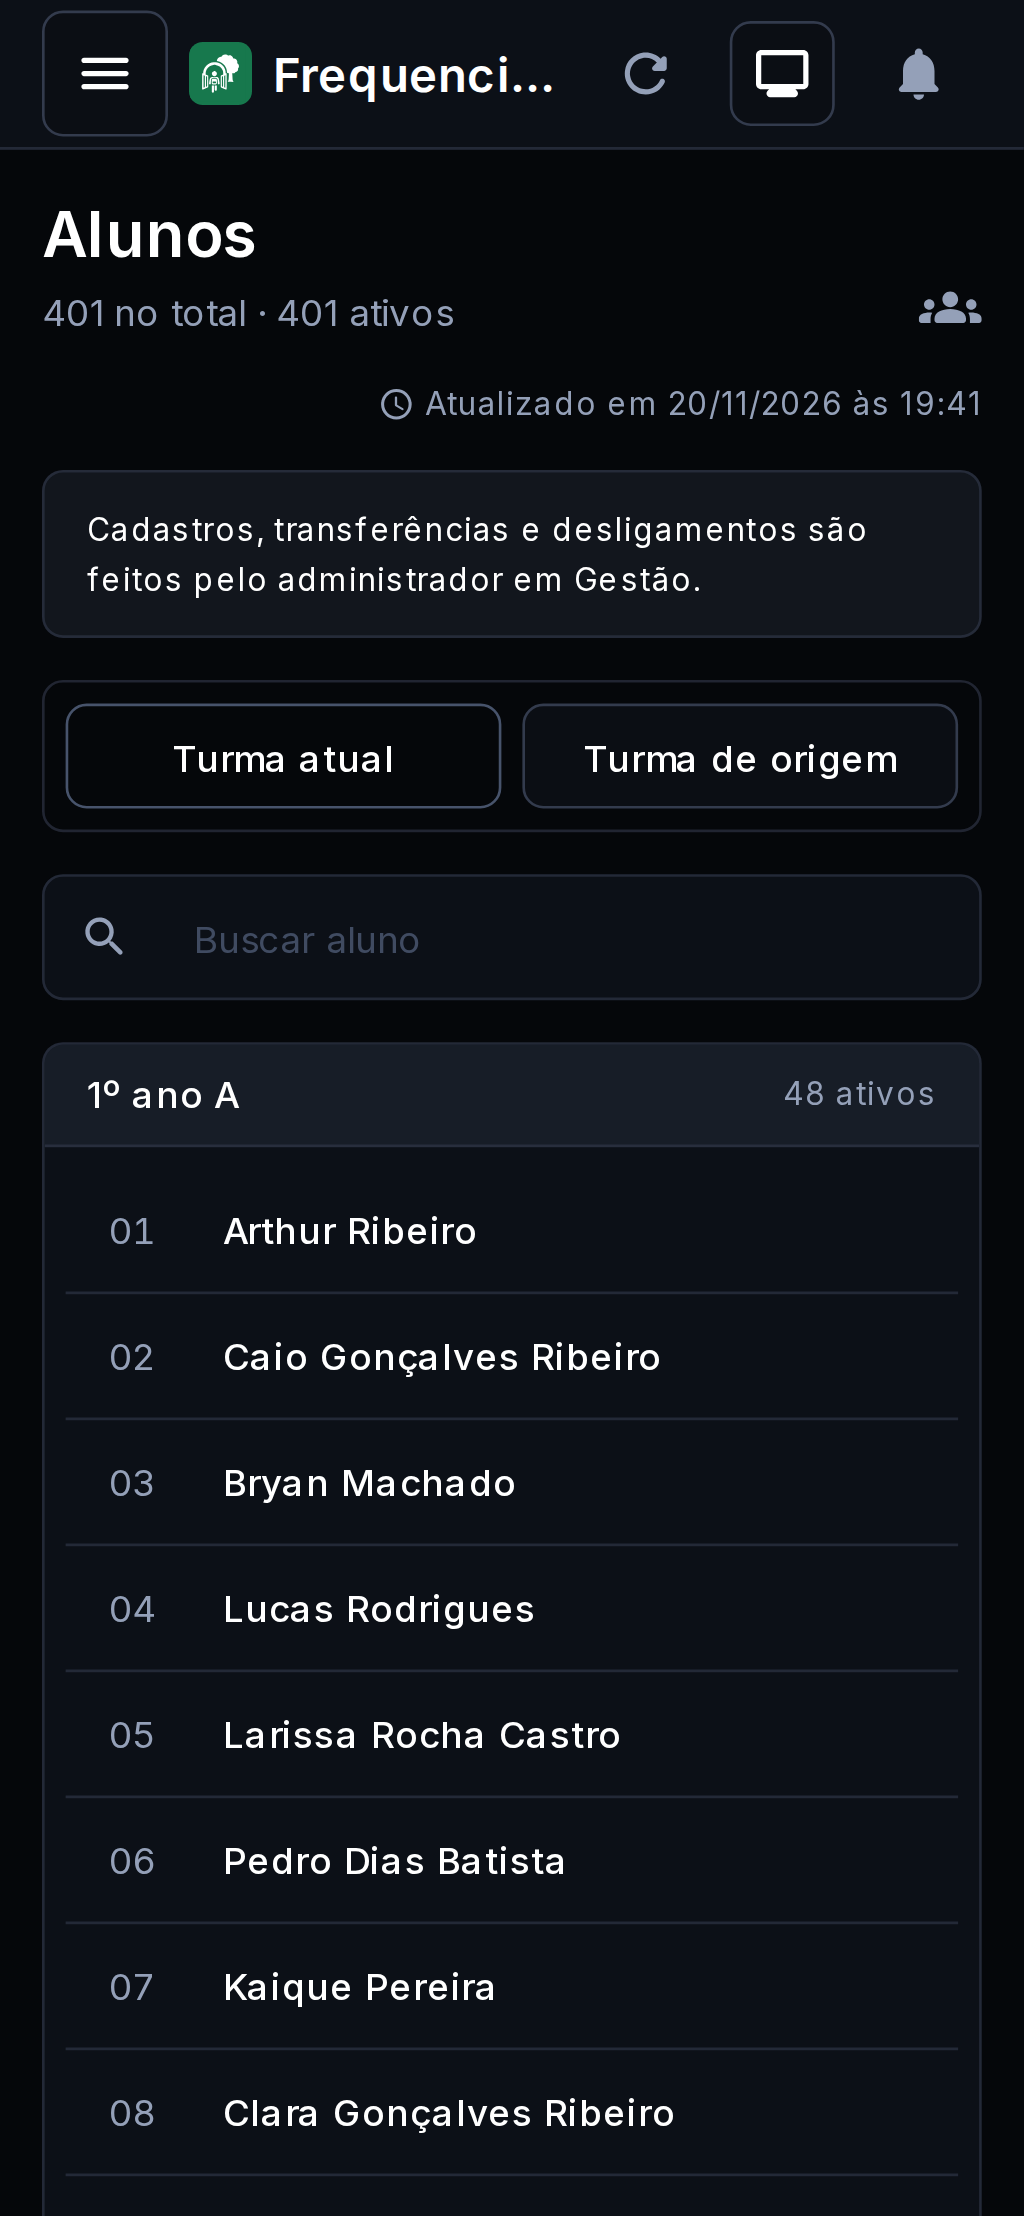 Frequenci...
Alunos
401 no total · 401 ativos
Atualizado em 20/11/2026 às 19:41
Cadastros, transferências e desligamentos são
feitos pelo administrador em Gestão.
Turma atual
Turma de origem
Buscar aluno
1º ano A
48 ativos
01 Arthur Ribeiro
02 Caio Gonçalves Ribeiro
03 Bryan Machado
04 Lucas Rodrigues
05 Larissa Rocha Castro
06 Pedro Dias Batista
07 Kaique Pereira
08 Clara Gonçalves Ribeiro